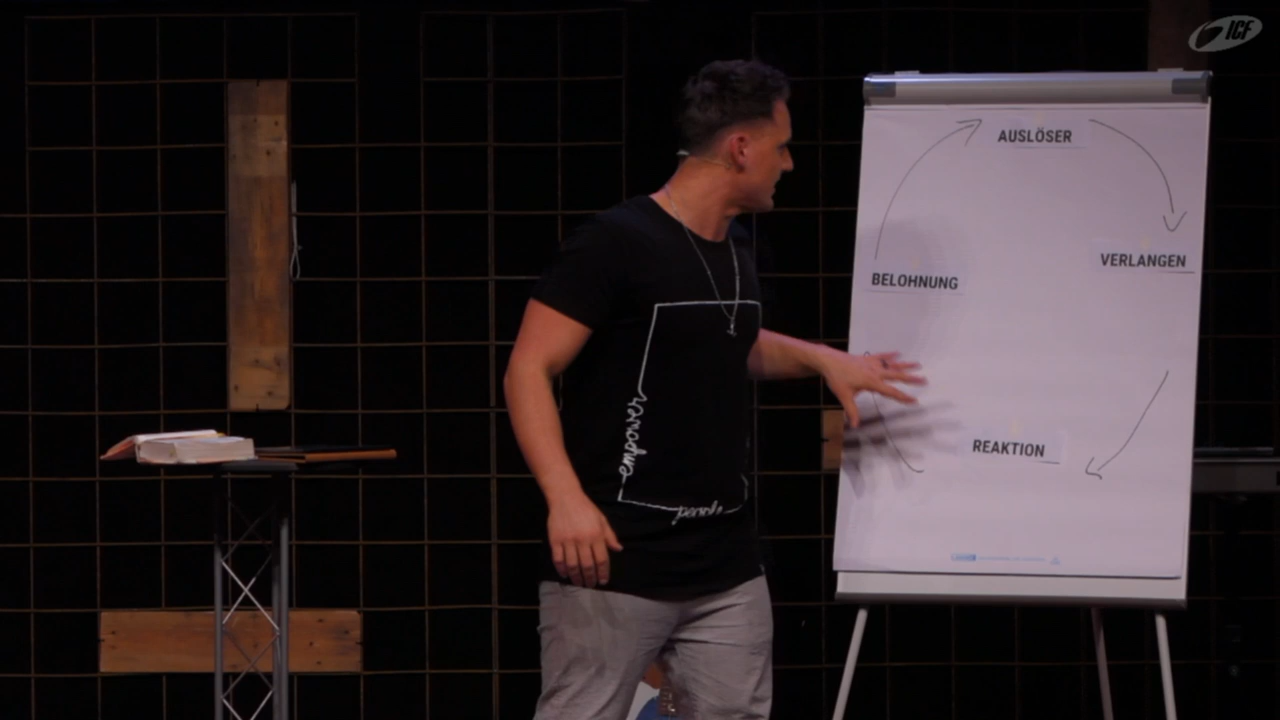 ICF
AUSLÖSER
VERLANGEN
BELOHNUNG
REAKTION
empower
people